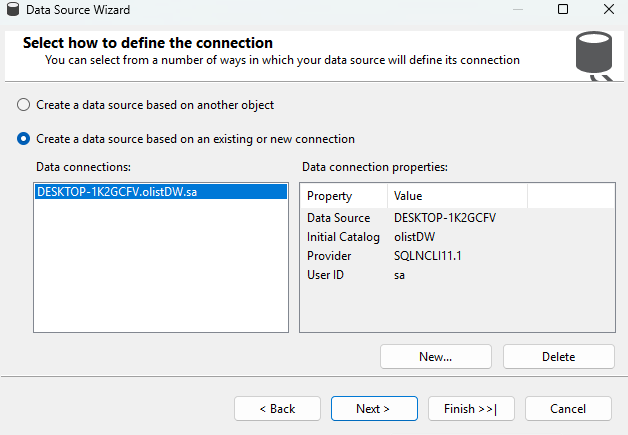 Data Source Wizard
Select how to define the connection
You can select from a number of ways in which your data source will define its connection
Create a data source based on another object
Create a data source based on an existing or new connection
Data connections:
DESKTOP-1K2GCFV.olistDW.sa
Data connection properties:
Property Value
Data Source DESKTOP-1K2GCFV
Initial Catalog olistDW
Provider SQLNCLI11.1
User ID sa
New... Delete
< Back Next > Finish >>| Cancel